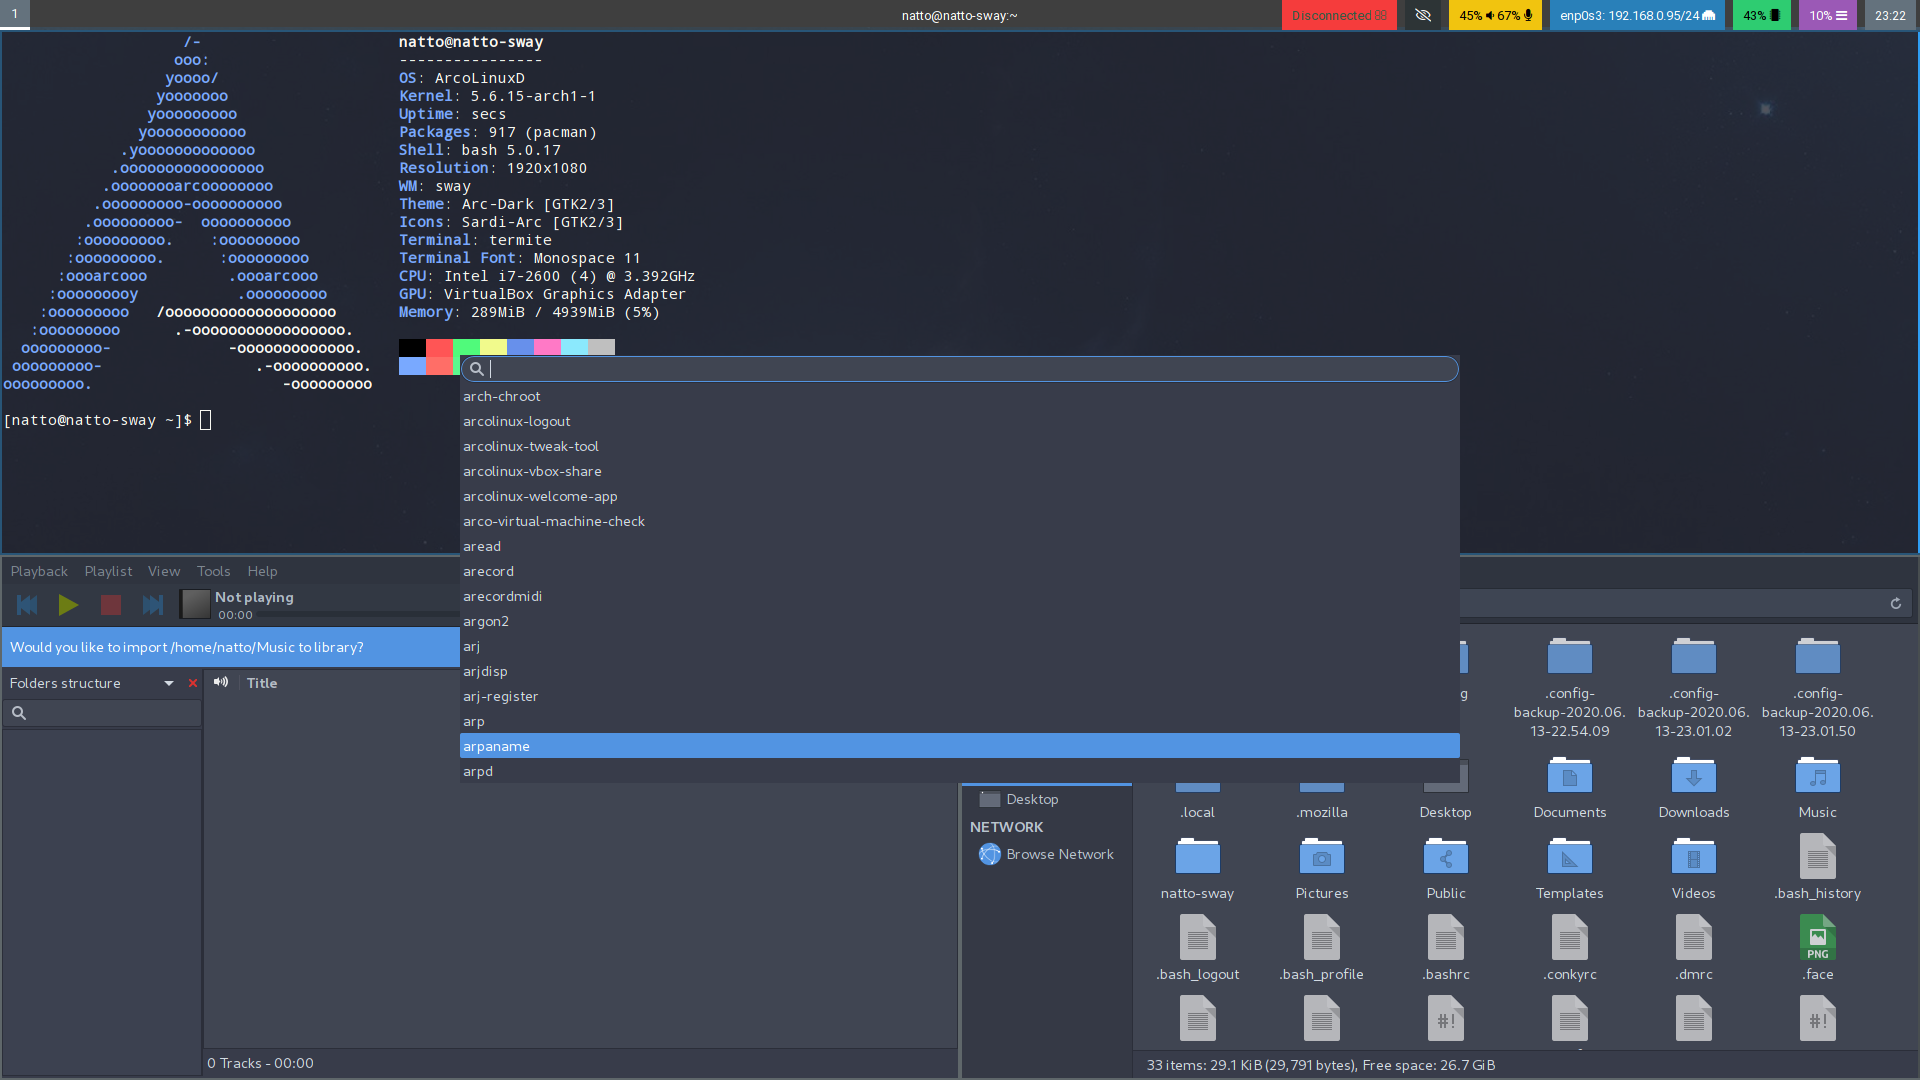 1
natto@natto-sway:~
Disconnected
45% 67%
enp0s3: 192.168.0.95/24
43%
10%
23:22
/-
ooo:
yoooo/
yooooooo
yooooooooo
yooooooooooo
.yooooooooooooo
.oooooooooooooooo
.ooooooooarcoooooooo
.ooooooooo-oooooooooo
.ooooooooo-  oooooooooo
:ooooooooo.    :ooooooooo
:ooooooooo.      :ooooooooo
:oooarcooo         .oooarcooo
:ooooooooy           .ooooooooo
:ooooooooo   /ooooooooooooooooooo
:ooooooooo      .-ooooooooooooooooo.
ooooooooo-             -ooooooooooooo.
ooooooooo-                 .-oooooooooo.
ooooooooo.                     -ooooooooo
natto@natto-sway
----------------
OS: ArcoLinuxD
Kernel: 5.6.15-arch1-1
Uptime: secs
Packages: 917 (pacman)
Shell: bash 5.0.17
Resolution: 1920x1080
WM: sway
Theme: Arc-Dark [GTK2/3]
Icons: Sardi-Arc [GTK2/3]
Terminal: termite
Terminal Font: Monospace 11
CPU: Intel i7-2600 (4) @ 3.392GHz
GPU: VirtualBox Graphics Adapter
Memory: 289MiB / 4939MiB (5%)
[natto@natto-sway ~]$
arch-chroot
arcolinux-logout
arcolinux-tweak-tool
arcolinux-vbox-share
arcolinux-welcome-app
arco-virtual-machine-check
aread
arecord
arecordmidi
argon2
arj
arjdisp
arj-register
arp
arpaname
arpd
Playback Playlist View Tools Help
Not playing
00:00
Would you like to import /home/natto/Music to library?
Folders structure
Title
0 Tracks - 00:00
Desktop
NETWORK
Browse Network
g
.config-backup-2020.06.13-22.54.09
.config-backup-2020.06.13-23.01.02
.config-backup-2020.06.13-23.01.50
.local
.mozilla
Desktop
Documents
Downloads
Music
natto-sway
Pictures
Public
Templates
Videos
.bash_history
PNG
.bash_logout
.bash_profile
.bashrc
.conkyrc
.dmrc
.face
#!
#!
33 items: 29.1 KiB (29,791 bytes), Free space: 26.7 GiB